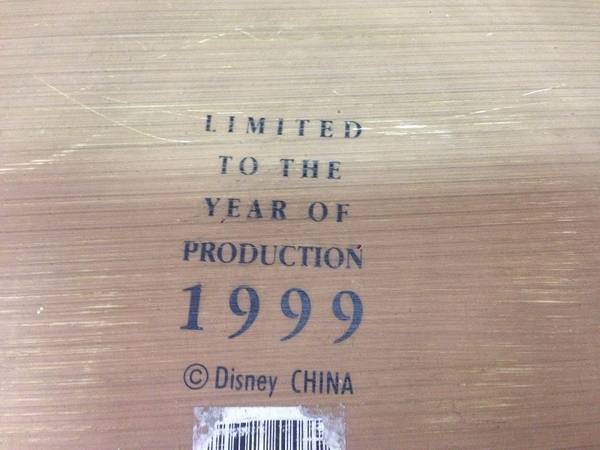 LIMITED
TO THE
YEAR OF
PRODUCTION
1999
© Disney CHINA